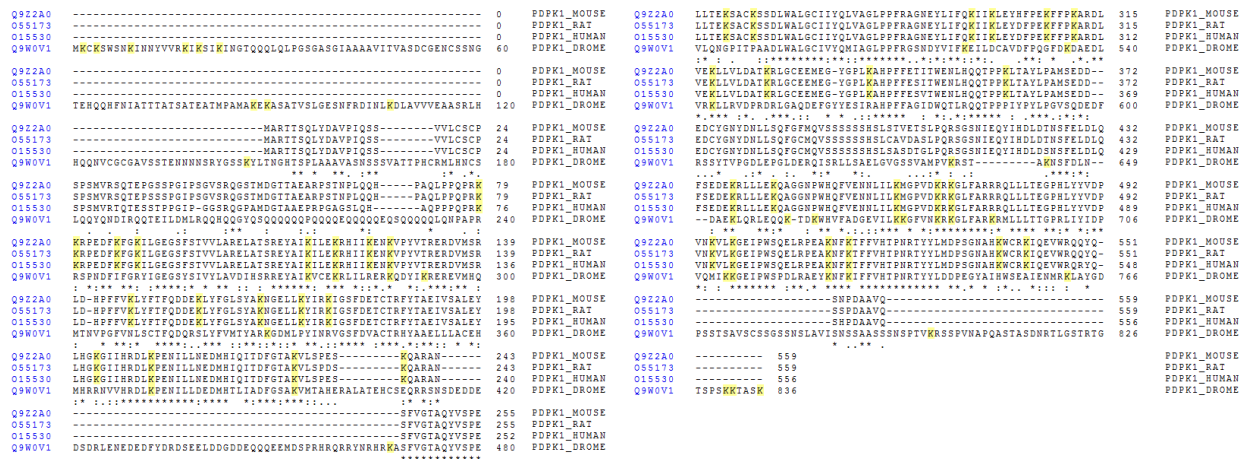 Q9Z2A0 ------------------------------------------------------------ 0 PDPK1_MOUSE
O55173 ------------------------------------------------------------ 0 PDPK1_RAT
O15530 ------------------------------------------------------------ 0 PDPK1_HUMAN
Q9W0V1 MKCKSWSNKINNYVVRKIKSIKINGTQQQLQLPGSGASGIAAAAVITVASDCGENCSSNG 60 PDPK1_DROME
Q9Z2A0 ------------------------------------------------------------ 0 PDPK1_MOUSE
O55173 ------------------------------------------------------------ 0 PDPK1_RAT
O15530 ------------------------------------------------------------ 0 PDPK1_HUMAN
Q9W0V1 TEHQQHFNIATTTATSATEATMPAMAKEKASATVSLGESNFRDINLKDLAVVVEAASRLH 120 PDPK1_DROME
Q9Z2A0 ----------------------------MARTTSQLYDAVPIQSS--------VVLCSCP 24 PDPK1_MOUSE
O55173 ----------------------------MARTTSQLYDAVPIQSS--------VVLCSCP 24 PDPK1_RAT
O15530 ----------------------------MARTTSQLYDAVPIQSS--------VVLCSCP 24 PDPK1_HUMAN
Q9W0V1 HQQNVCGCGAVSSTENNNNSRYGSSKYLTNGHTSPLAAAVASNSSSVATTPHCRMLHNCS 180 PDPK1_DROME
** * .. ** : .*.
Q9Z2A0 SPSMVRSQTEPGSSPGIPSGVSRQGSTMDGTTAEARPSTNPLQQH-----PAQLPPQPRK 79 PDPK1_MOUSE
O55173 SPSMVRSQTEPGSSPGIPSGVSRQGSTMDGTTAEARPSTNPLQQH-----PAQLPPQPRK 79 PDPK1_RAT
O15530 SPSMVRTQTESSTPPGIP-GGSRQGPAMDGTAAEPRPGAGSLQH-------AQPPPQPRK 76 PDPK1_HUMAN
Q9W0V1 LQQYNDIRQQTEILDMLRQQHQQGYQSQQQQQPQQQQEQQQQQEQSQQQQLQNPAPR 240 PDPK1_DROME
Q9Z2A0 KRPEDFKFGKILGEGSFSTVVLARELATSREYAIKILEKRHIIKENKVPYVTRERDVMSR 139 PDPK1_MOUSE
O55173 KRPEDFKFGKILGEGSFSTVVLARELATSREYAIKILEKRHIIKENKVPYVTRERDVMSR 139 PDPK1_RAT
O15530 KRPEDFKFGKILGEGSFSTVVLARELATSREYAIKILEKRHIIKENKVPYVTRERDVMSR 136 PDPK1_HUMAN
Q9W0V1 RSPNDFIFGRYIGEGSYSIVYLAVDIHSRREYAIKVCEKRLILRERKQDYIKREREVMHQ 300 PDPK1_DROME
Q9Z2A0 LD-HPFFVKLYFTFQDDEKLYFGLSYAKNGELLKYIRKIGSFDETCTRFYTAEIVSALEY 198 PDPK1_MOUSE
O55173 LD-HPFFVKLYFTFQDDEKLYFGLSYAKNGELLKYIRKIGSFDETCTRFYTAEIVSALEY 198 PDPK1_RAT
O15530 LD-HPFFVKLYFTFQDDEKLYFGLSYAKNGELLKYIRKIGSFDETCTRFYTAEIVSALEY 195 PDPK1_HUMAN
Q9W0V1 MTNVPGFVNLSCTFQDQRSLYFVMTYARKGDMLPYINRVGSFDVACTRHYAAELLLACEH 360 PDPK1_DROME
Q9Z2A0 LHGKGIIHRDLKPENILLNEDMHIQITDFGTAKVLSPES---------KQARAN------ 243 PDPK1_MOUSE
O55173 LHGKGIIHRDLKPENILLNEDMHIQITDFGTAKVLSPDS---------KQARAN------ 243 PDPK1_RAT
O15530 LHGKGIIHRDLKPENILLNEDMHIQITDFGTAKVLSPES---------KQARAN------ 240 PDPK1_HUMAN
Q9W0V1 MHRRNVVHRDLKPENILLDEDMHTLIADFGSAKVMTAHERALATEHCSEQRRSNSDEDDE 420 PDPK1_DROME
Q9Z2A0 ------------------------------------------------SFVGTAQYVSPE 255 PDPK1_MOUSE
O55173 ------------------------------------------------SFVGTAQYVSPE 255 PDPK1_RAT
O15530 ------------------------------------------------SFVGTAQYVSPE 252 PDPK1_HUMAN
Q9W0V1 DSDRLENEDEDFYDRDSEELDDGDDEQQQEEMDSPRHRQRRYNRHRKASFVGTAQYVSPE 480 PDPK1_DROME
************
Q9Z2A0 LLTEKSACKSSDLWALGCIIYQLVAGLPPFRAGNEYLIFQKIIKLEYHFPEKFFPKARDL 315 PDPK1_MOUSE
O55173 LLTEKSACKSSDLWALGCIIYQLVAGLPPFRAGNEYLIFQKIIKLEYDFPEKFFPKARDL 315 PDPK1_RAT
O15530 LLTEKSACKSSDLWALGCIIYQLVAGLPPFRAGNEYLIFQKIIKLEYDFPEKFFPKARDL 312 PDPK1_HUMAN
Q9W0V1 VLQNGPITPAADLWALGCIVYQMIAGLPPFRGSNDYVIFKEILDCAVDFPQGFDKDAEDL 540 PDPK1_DROME
Q9Z2A0 VEKLLVLDATKRLGCEEMEG-YGPLKAHPFFETITWENLHQQTPPKLTAYLPAMSEDD-- 372 PDPK1_MOUSE
O55173 VEKLLVLDATKRLGCEEMEG-YGPLKAHPFFESITWENLHQQTPPKLTAYLPAMSEDD-- 372 PDPK1_RAT
O15530 VEKLLVLDATKRLGCEEMEG-YGPLKAHPFFESVTWENLHQQTPPKLTAYLPAMSEDD-- 369 PDPK1_HUMAN
Q9W0V1 VRKLLRVDPRDRLGAQDEFGYYESIRAHPFFAGIDWQTLRQQTPPPIYPYLPGVSQDEDF 600 PDPK1_DROME
Q9Z2A0 EDCYGNYDNLLSQFGFMQVSSSSSSHSLSTVETSLPQRSGSNIEQYIHDLDTNSFELDLQ 432 PDPK1_MOUSE
O55173 EDCYGNYDNLLSQFGCMQVSSSSSSHSLCAVDASLPQRSGSNIEQYIHDLDTNSFELDLQ 432 PDPK1_RAT
O15530 EDCYGNYDNLLSQFGCMQVSSSSSSHSLSASDTGLPQRSGSNIEQYIHDLDSNSFELDLQ 429 PDPK1_HUMAN
Q9W0V1 RSSYTVPGDLEPGLDERQISRLLSAELGVGSSVAMPVKRST---------AKNSFDLN-- 649 PDPK1_DROME
Q9Z2A0 FSEDEKRLLLEKQAGGNPWHQFVENNLILKMGPVDKRKGLFARRRQLLLTEGPHLYYVDP 492 PDPK1_MOUSE
O55173 FSEDEKRLLLEKQAGGNPWHQFVENNLILKMGPVDKRKGLFARRRQLLLTEGPHLYYVDP 492 PDPK1_RAT
O15530 FSEDEKRLLLEKQAGGNPWHQFVENNLILKMGPVDKRKGLFARRRQLLLTEGPHLYYVDP 489 PDPK1_HUMAN
Q9W0V1 --DAEKLQRLEQQK-TDKWHVFADGEVILKKGFVNKRKGLFARKRMLLLTTGPRLIYIDP 706 PDPK1_DROME
Q9Z2A0 VNKVLKGEIPWSQELRPEAKNFKTFFVHTPNRTYYLMDPSGNAHKWCRKIQEVWRQQYQ- 551 PDPK1_MOUSE
O55173 VNKVLKGEIPWSQELRPEAKNFKTFFVHTPNRTYYLMDPSGNAHKWCRKIQEVWRQQYQ- 551 PDPK1_RAT
O15530 VNKVLKGEIPWSQELRPEAKNFKTFFVHTPNRTYYLMDPSGNAHKWCRKIQEVWRQRYQ- 548 PDPK1_HUMAN
Q9W0V1 VQMIKKGEIPWSPDLRAEYKNFKIFFVHTPNRTYYLDDPEGYAIHWSEAIENMRKLAYGD 766 PDPK1_DROME
Q9Z2A0 ---------------------------SNPDAAVQ------------------------- 559 PDPK1_MOUSE
O55173 ---------------------------SNPDAAVQ------------------------- 559 PDPK1_RAT
O15530 ---------------------------SHPDAAVQ------------------------- 556 PDPK1_HUMAN
Q9W0V1 PSSTSAVSCSSGSSNSLAVISNSSAASSSNSPTVKRSSPVNAPQASTASDNRTLGSTRTG 826 PDPK1_DROME
Q9Z2A0 ---------- 559 PDPK1_MOUSE
O55173 ---------- 559 PDPK1_RAT
O15530 ---------- 556 PDPK1_HUMAN
Q9W0V1 TSPSKKTASK 836 PDPK1_DROME